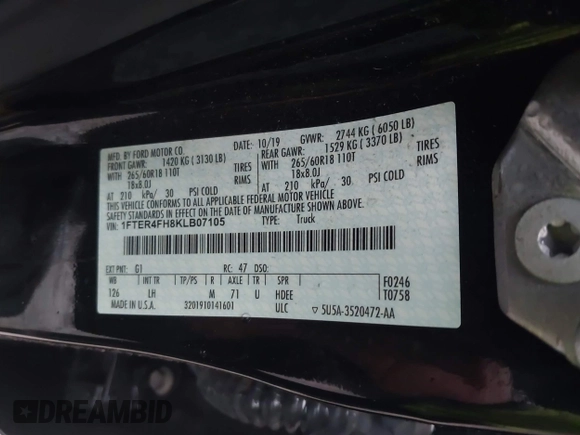 MFD. BY FORD MOTOR CO.
DATE: 10/19 GVWR: 2744 KG ( 6050 LB)
FRONT GAWR: 1420 KG ( 3130 LB) REAR GAWR: 1529 KG ( 3370 LB)
WITH 265/60R18 110T TIRES WITH 265/60R18 110T TIRES
18x8.0J RIMS 18x8.0J RIMS
AT 210 kPa/ 30 PSI COLD AT 210 kPa/ 30 PSI COLD
THIS VEHICLE CONFORMS TO ALL APPLICABLE FEDERAL MOTOR VEHICLE
SAFETY STANDARDS IN EFFECT ON THE DATE OF MANUFACTURE SHOWN ABOVE.
VIN: 1FTER4FH8KLB07105 TYPE: Truck
EXT PNT: G1 RC: 47 DSO:
WB INT TR TP/PS R AXLE TR SPR F0246
126 LH M 71 U HDEE T0758
MADE IN U.S.A. 3201910141601 ULC 5U5A-3520472-AA
DREAMBID